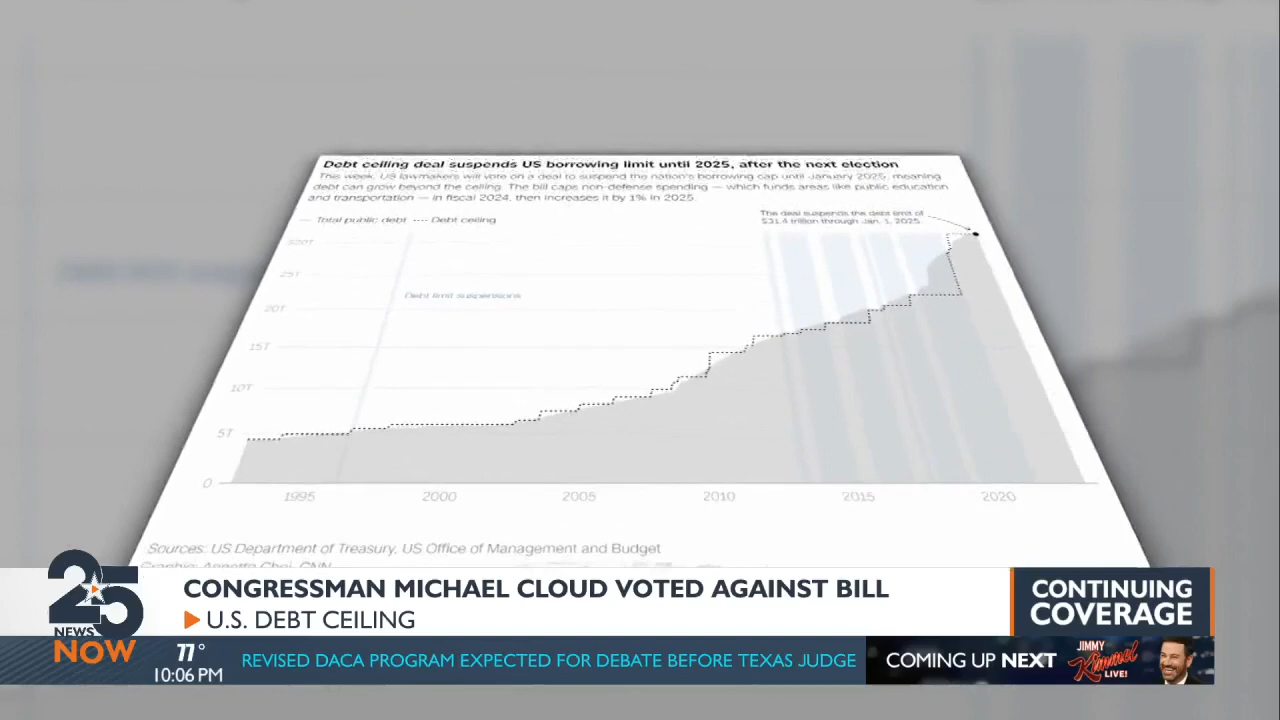 Debt ceiling deal suspends US borrowing limit until 2025, after the next election
This week, US lawmakers will vote on a deal to suspend the nation's borrowing cap until January 2025, meaning
debt can grow beyond the ceiling. The bill caps non-defense spending — which funds areas like public education
and transportation — in fiscal 2024, then increases it by 1% in 2025.
The deal suspends the debt limit of
$31.4 trillion through Jan. 1, 2025.
Total public debt Debt ceiling
$30T
25T
Debt limit suspensions
20T
15T
10T
5T
0
1995 2000 2005 2010 2015 2020
Sources: US Department of Treasury, US Office of Management and Budget
Graphic: Annette Choi, CNN
25
NEWS
NOW
CONGRESSMAN MICHAEL CLOUD VOTED AGAINST BILL
U.S. DEBT CEILING
CONTINUING
COVERAGE
77°
10:06 PM
REVISED DACA PROGRAM EXPECTED FOR DEBATE BEFORE TEXAS JUDGE
COMING UP NEXT
JIMMY
Kimmel
LIVE!